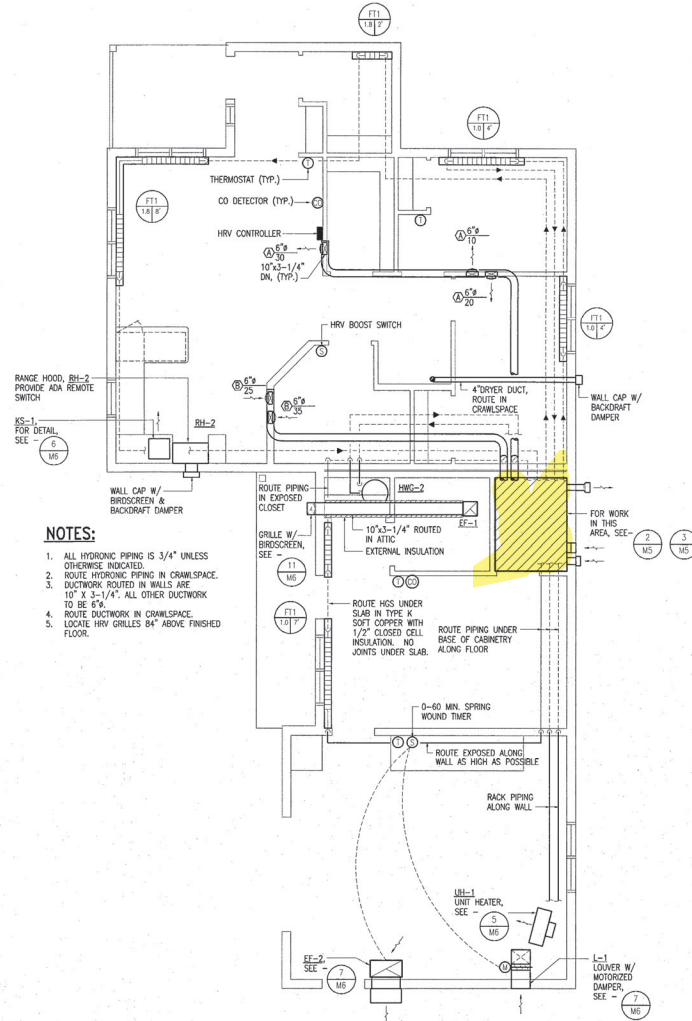 FT1
1.8 2'
FT1
1.0 4'
THERMOSTAT (TYP.)
T
FT1
1.8 8'
CO DETECTOR (TYP.)
CO
T
HRV CONTROLLER
A 6"ø
30
10"x3-1/4"
DN, (TYP.)
A 6"ø
10
A 6"ø
20
FT1
1.0 4'
HRV BOOST SWITCH
S
RANGE HOOD, RH-2
PROVIDE ADA REMOTE
SWITCH
B 6"ø
25
B 6"ø
35
4"DRYER DUCT,
ROUTE IN
CRAWLSPACE
WALL CAP W/
BACKDRAFT
DAMPER
KS-1,
FOR DETAIL,
SEE -
6
M6
RH-2
WALL CAP W/
BIRDSCREEN &
BACKDRAFT DAMPER
ROUTE PIPING
IN EXPOSED
CLOSET
HWG-2
EF-1
10"x3-1/4" ROUTED
IN ATTIC
EXTERNAL INSULATION
GRILLE W/
BIRDSCREEN,
SEE -
11
M6
FOR WORK
IN THIS
AREA, SEE-
2
M5
3
M5
T CO
NOTES:
1. ALL HYDRONIC PIPING IS 3/4" UNLESS
OTHERWISE INDICATED.
2. ROUTE HYDRONIC PIPING IN CRAWLSPACE.
3. DUCTWORK ROUTED IN WALLS ARE
10" X 3-1/4". ALL OTHER DUCTWORK
TO BE 6"ø.
4. ROUTE DUCTWORK IN CRAWLSPACE.
5. LOCATE HRV GRILLES 84" ABOVE FINISHED
FLOOR.
FT1
1.0 7'
ROUTE HGS UNDER
SLAB IN TYPE K
SOFT COPPER WITH
1/2" CLOSED CELL
INSULATION. NO
JOINTS UNDER SLAB.
ROUTE PIPING UNDER
BASE OF CABINETRY
ALONG FLOOR
0-60 MIN. SPRING
WOUND TIMER
T S
ROUTE EXPOSED ALONG
WALL AS HIGH AS POSSIBLE
RACK PIPING
ALONG WALL
UH-1
UNIT HEATER,
SEE -
5
M6
EF-2,
SEE -
7
M6
M
L-1
LOUVER W/
MOTORIZED
DAMPER,
SEE -
7
M6